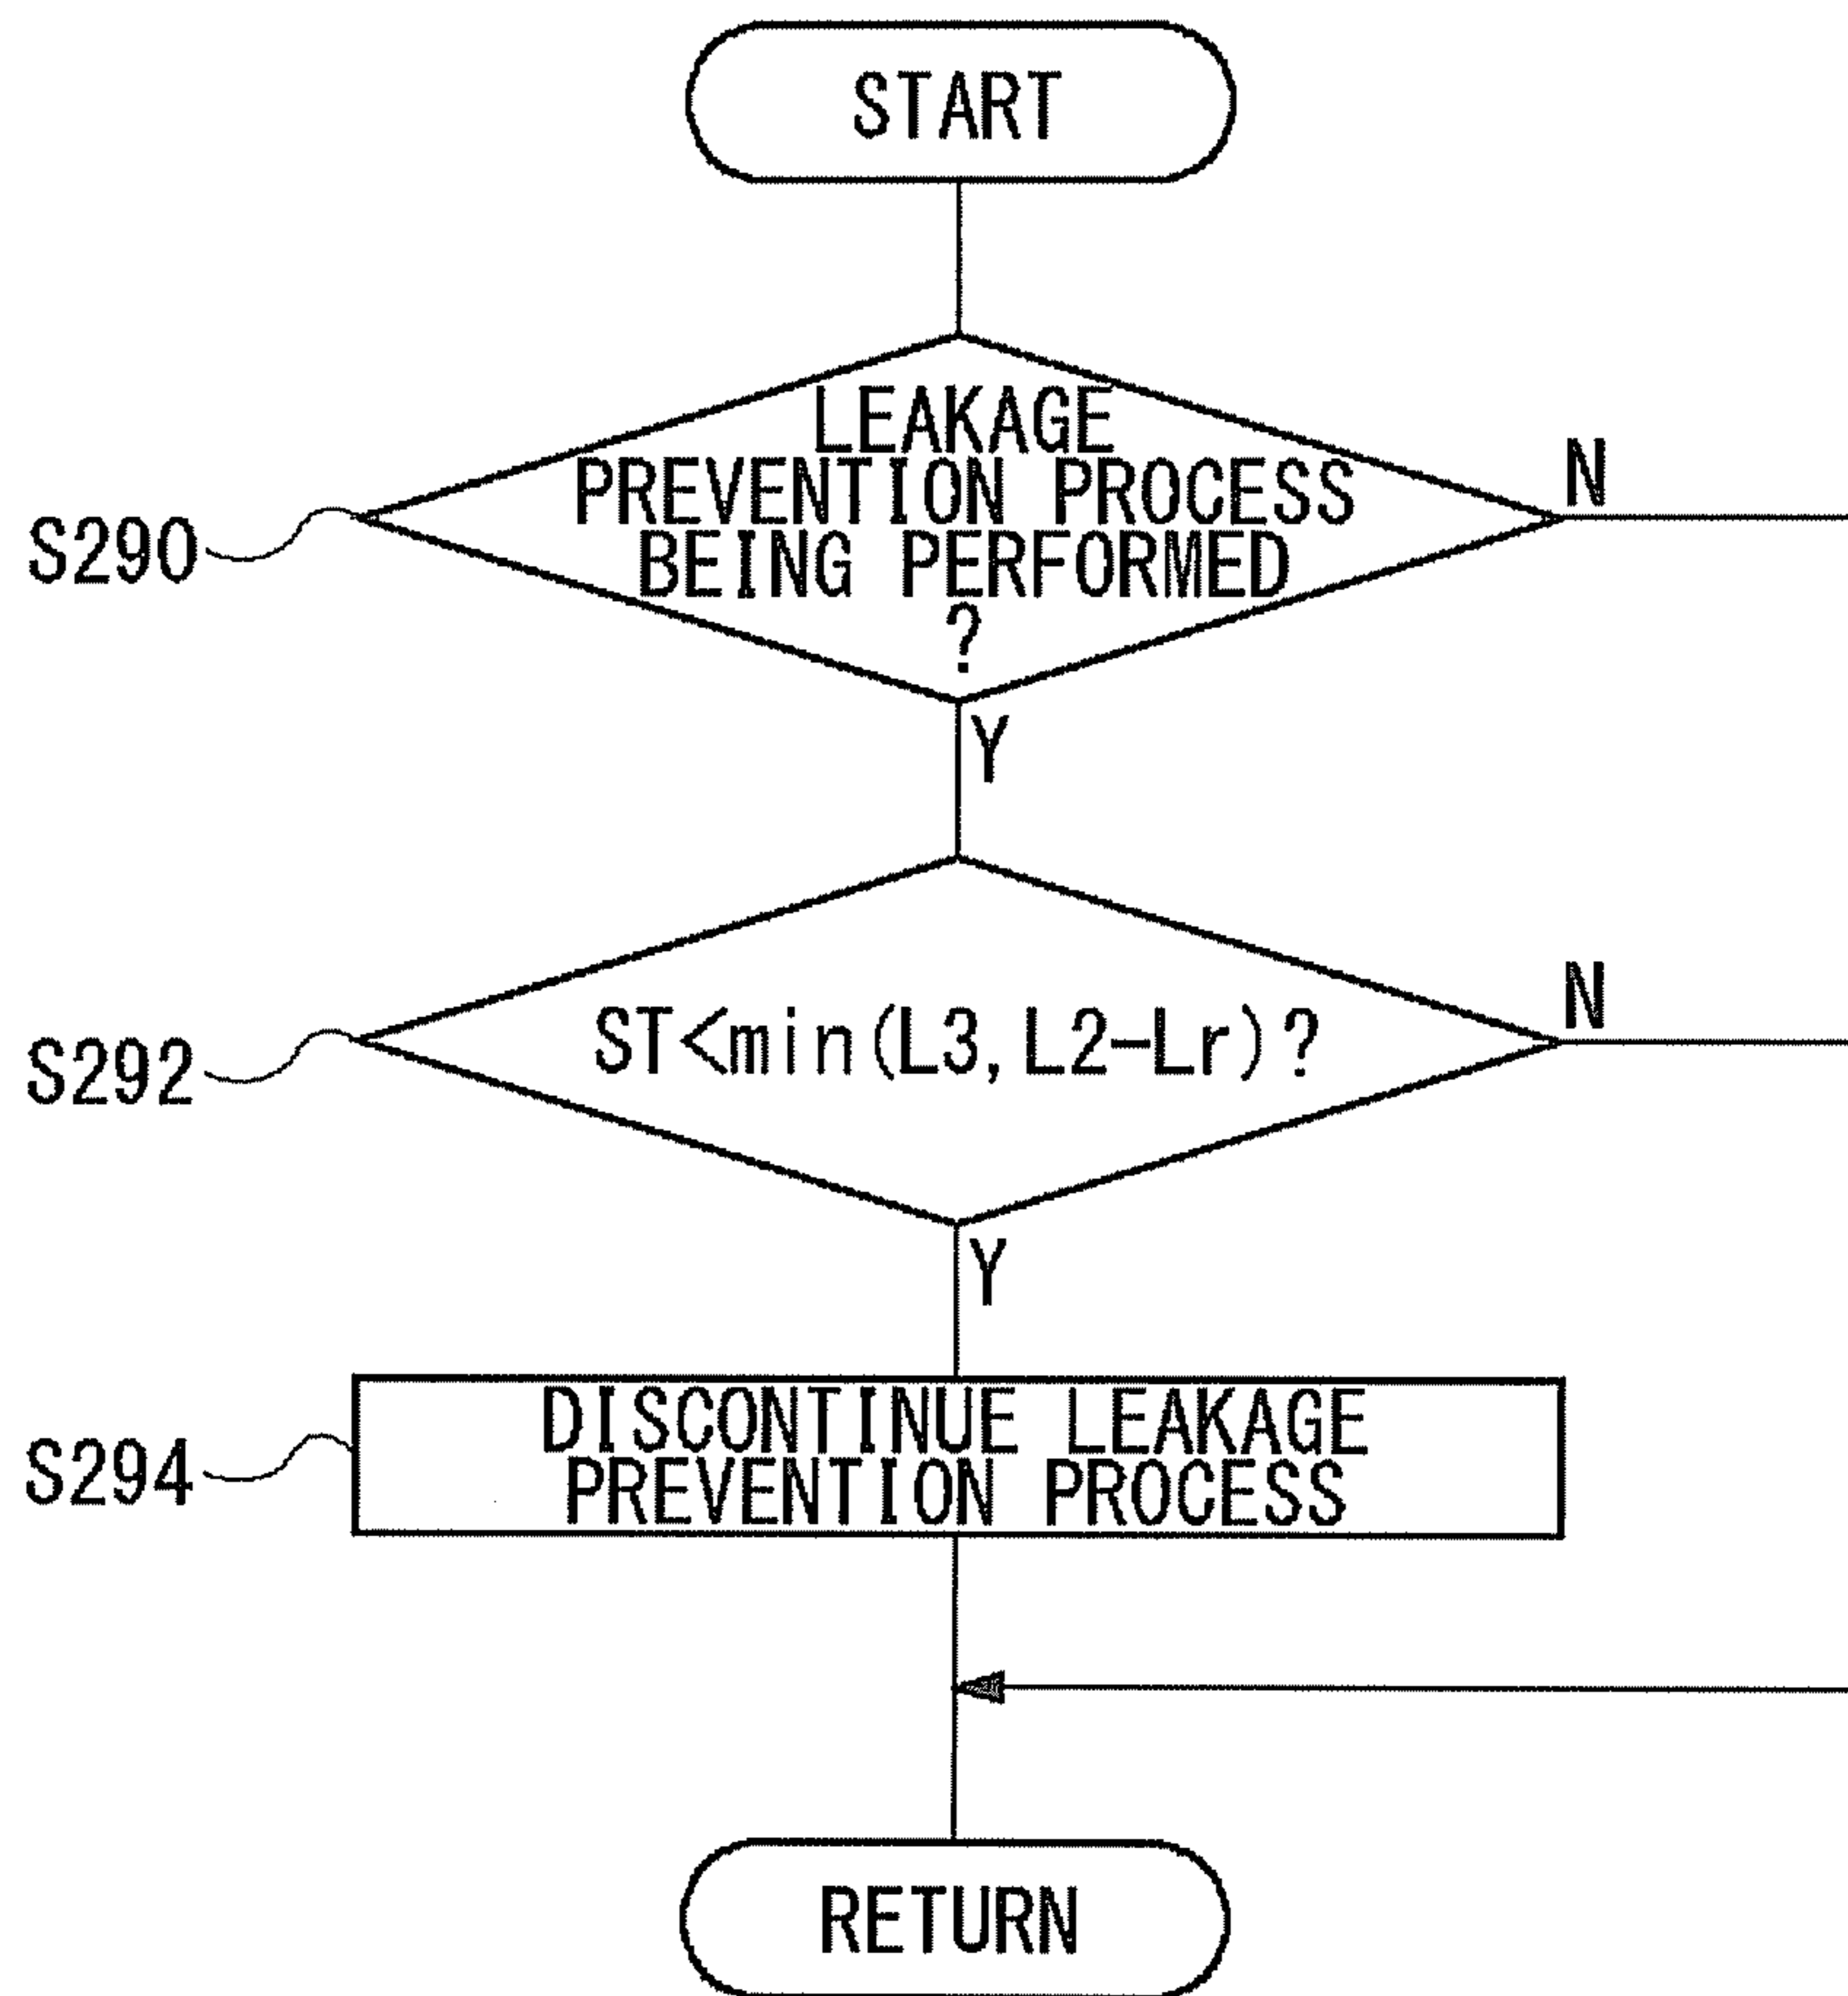 START
LEAKAGE
PREVENTION PROCESS
BEING PERFORMED
?
N
S290
Y
ST<min(L3,L2-Lr)?
N
S292
Y
DISCONTINUE LEAKAGE
PREVENTION PROCESS
S294
RETURN